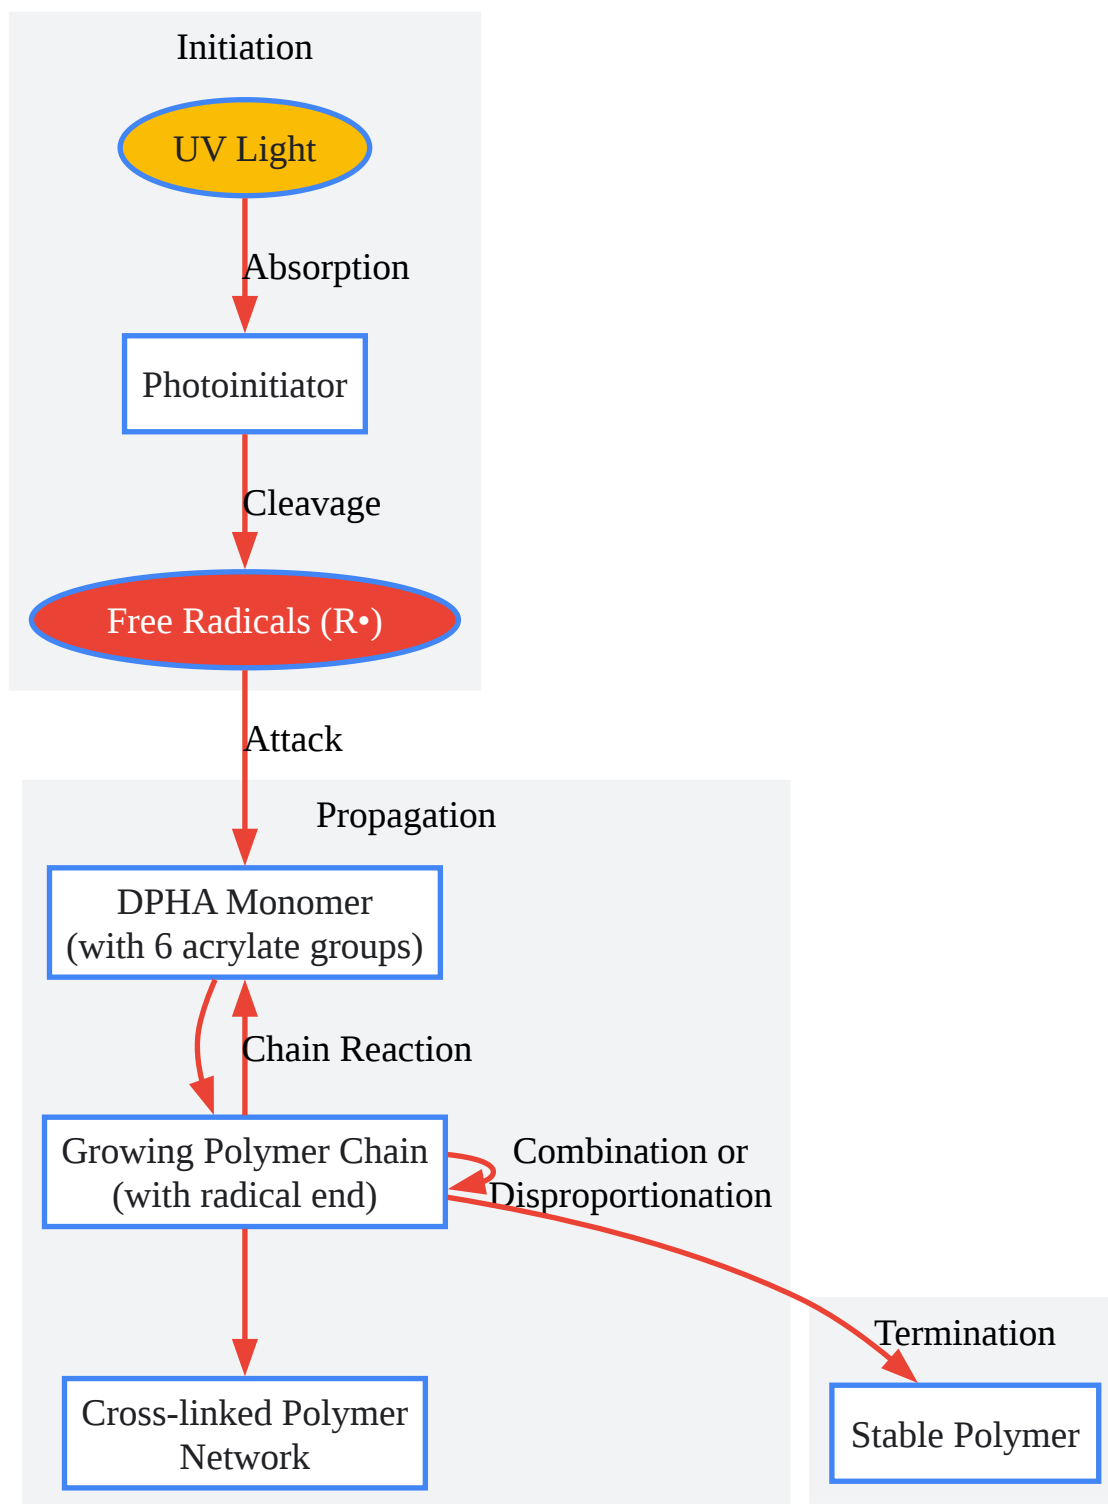 Initiation
UV Light
Absorption
Photoinitiator
Cleavage
Free Radicals (R•)
Attack
Propagation
DPHA Monomer
(with 6 acrylate groups)
Chain Reaction
Growing Polymer Chain
(with radical end)
Combination or
Disproportionation
Termination
Cross-linked Polymer
Network
Stable Polymer